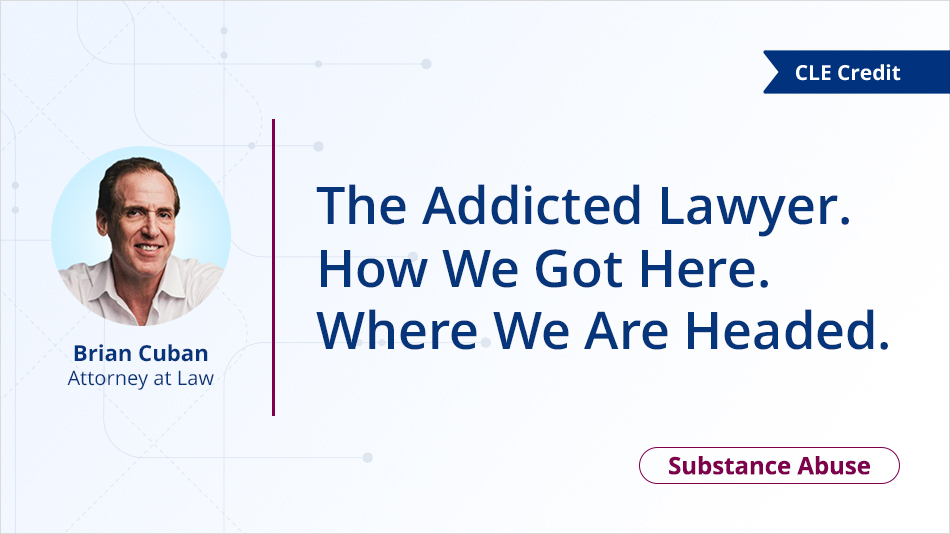 CLE Credit
The Addicted Lawyer.
How We Got Here.
Where We Are Headed.
Brian Cuban
Attorney at Law
Substance Abuse